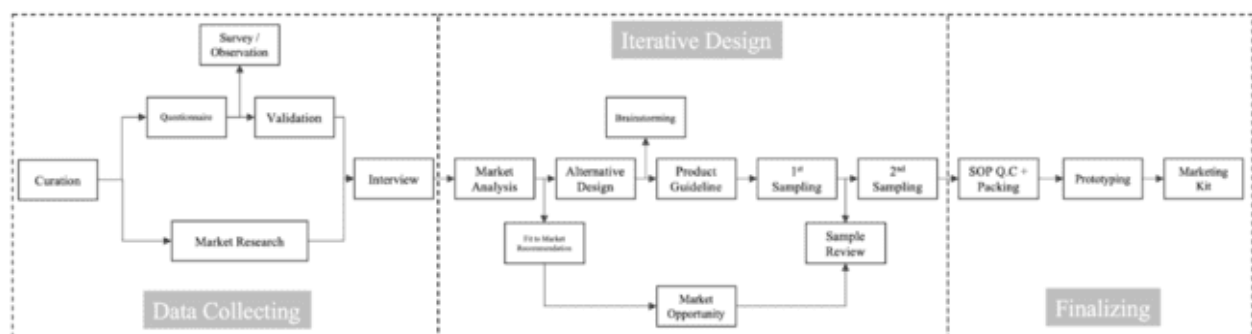 Survey /
Observation
Questionnaire
Validation
Curation
Interview
Market Research
Data Collecting
Iterative Design
Brainstorming
Market
Analysis
Alternative
Design
Product
Guideline
1st
Sampling
2nd
Sampling
Fit to Market
Recommendation
Sample
Review
Market
Opportunity
SOP Q.C +
Packing
Prototyping
Marketing
Kit
Finalizing